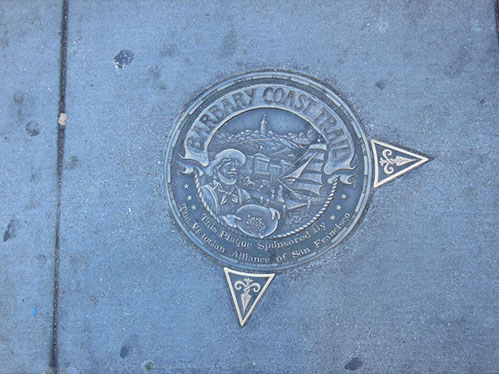 BARBARY COAST TRAIL
This Plaque Sponsored By
The Victorian Alliance of San Francisco